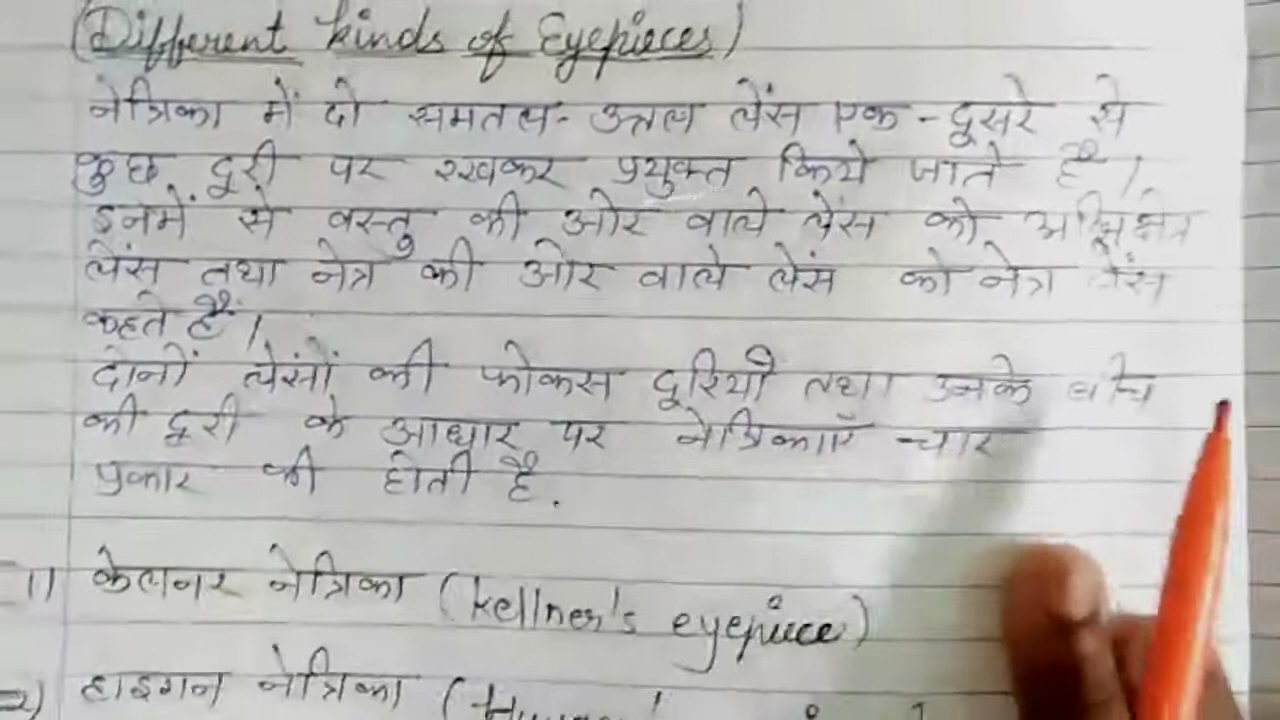 (Different kinds of Eyepieces)
नेत्रिका में दो समतल-उत्तल लेंस एक-दूसरे से
कुछ दूरी पर रखकर प्रयुक्त किये जाते है।
इनमें से वस्तु की ओर वाले लेंस को
लेंस तथा नेत्र की ओर वाले लेंस को नेत्र लेंस
कहते हैं।
दोनों लेंसों की फोकस दूरियाँ तथा उनके बीच
की दूरी के आधार पर नेत्रिकाएँ चार
प्रकार की होती है.
1) केलनर नेत्रिका (Kellner's eyepiece)
2) हाइगन नेत्रिका (